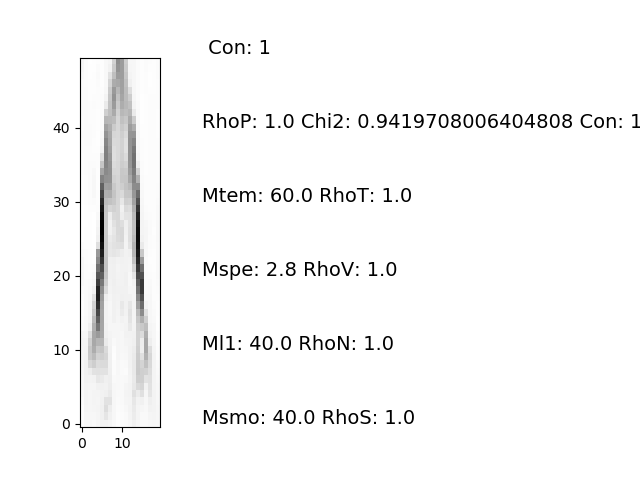 Con: 1
RhoP: 1.0 Chi2: 0.9419708006404808 Con: 1
Mtem: 60.0 RhoT: 1.0
Mspe: 2.8 RhoV: 1.0
Ml1: 40.0 RhoN: 1.0
Msmo: 40.0 RhoS: 1.0
40
30
20
10
0
0 10